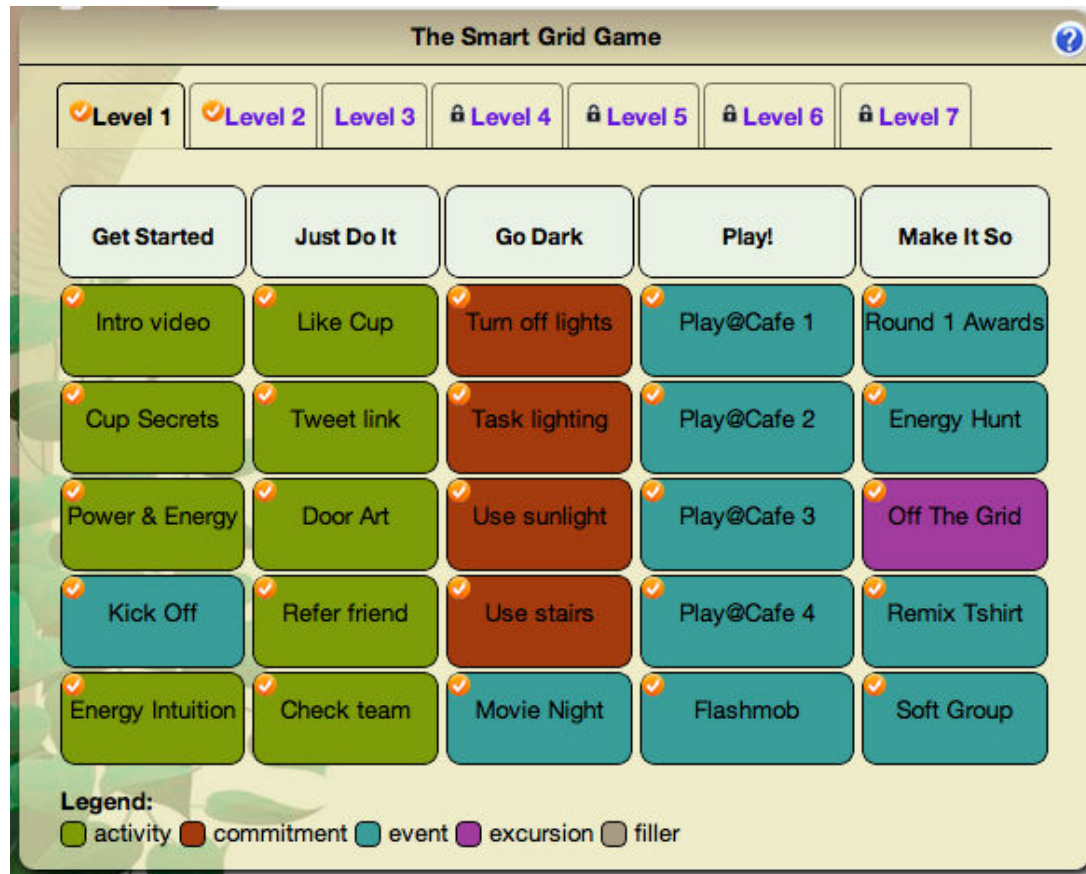 The Smart Grid Game
?
Level 1 Level 2 Level 3 Level 4 Level 5 Level 6 Level 7
Get Started Just Do It Go Dark Play! Make It So
Intro video Like Cup Turn off lights Play@Cafe 1 Round 1 Awards
Cup Secrets Tweet link Task lighting Play@Cafe 2 Energy Hunt
Power & Energy Door Art Use sunlight Play@Cafe 3 Off The Grid
Kick Off Refer friend Use stairs Play@Cafe 4 Remix Tshirt
Energy Intuition Check team Movie Night Flashmob Soft Group
Legend:
activity commitment event excursion filler